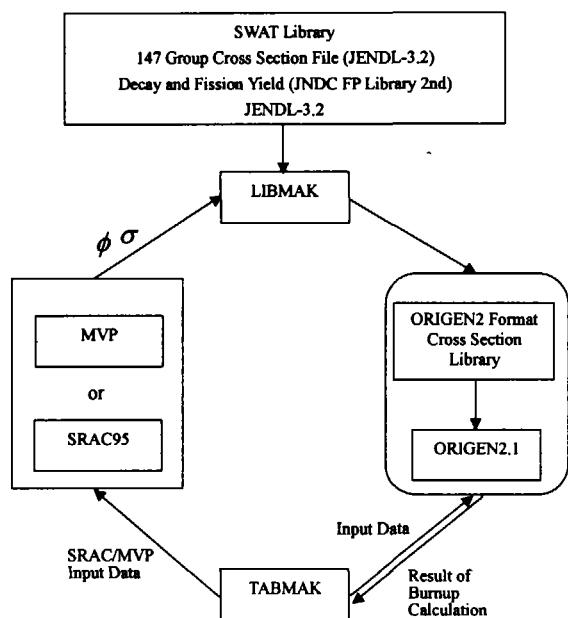 SWAT Library
147 Group Cross Section File (JENDL-3.2)
Decay and Fission Yield (JNDC FP Library 2nd)
JENDL-3.2
LIBMAK
ϕ σ
MVP
or
SRAC95
ORIGEN2 Format
Cross Section
Library
ORIGEN2.1
SRAC/MVP
Input Data
Input Data
TABMAK
Result of
Burnup
Calculation